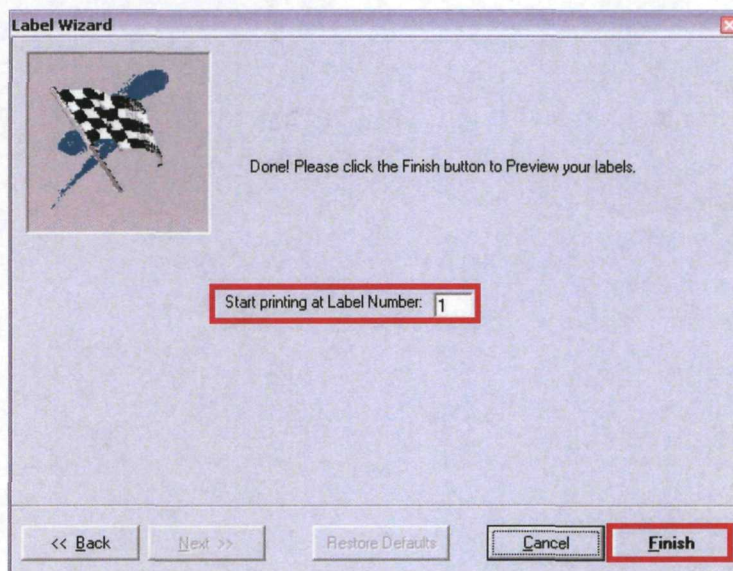 Label Wizard
Done! Please click the Finish button to Preview your labels.
Start printing at Label Number: 1
<< Back
Next >>
Restore Defaults
Cancel
Finish